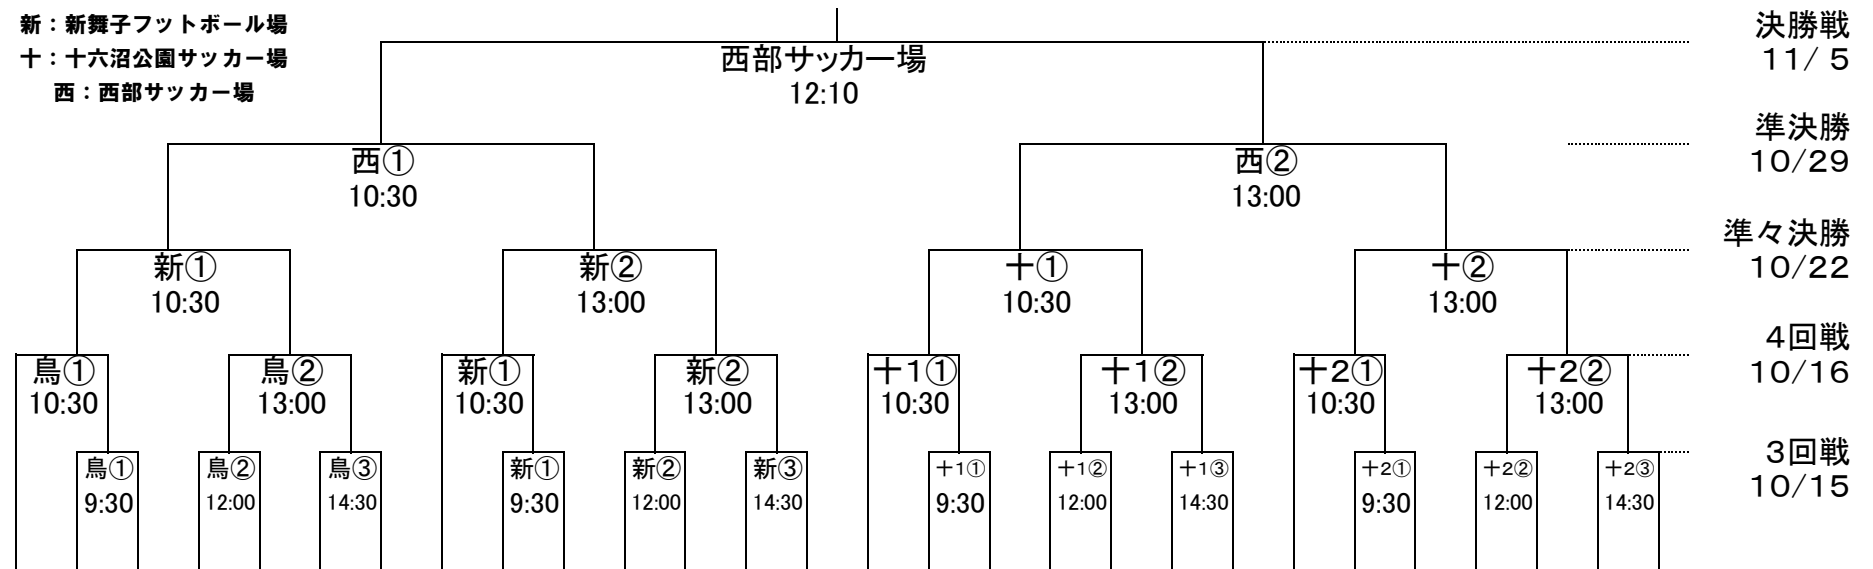 新：新舞子フットボール場
十：十六沼公園サッカー場
西：西部サッカー場
決勝戦
11/ 5
西部サッカー場
12:10
準決勝
10/29
西①
西②
10:30
13:00
準々決勝
10/22
新①
新②
十①
十②
10:30
13:00
10:30
13:00
4回戦
10/16
鳥①
鳥②
新①
新②
十1①
十1②
十2①
十2②
10:30
13:00
10:30
13:00
10:30
13:00
10:30
13:00
3回戦
10/15
鳥①
鳥②
鳥③
新①
新②
新③
十1①
十1②
十1③
十2①
十2②
十2③
9:30
12:00
14:30
9:30
12:00
14:30
9:30
12:00
14:30
9:30
12:00
14:30